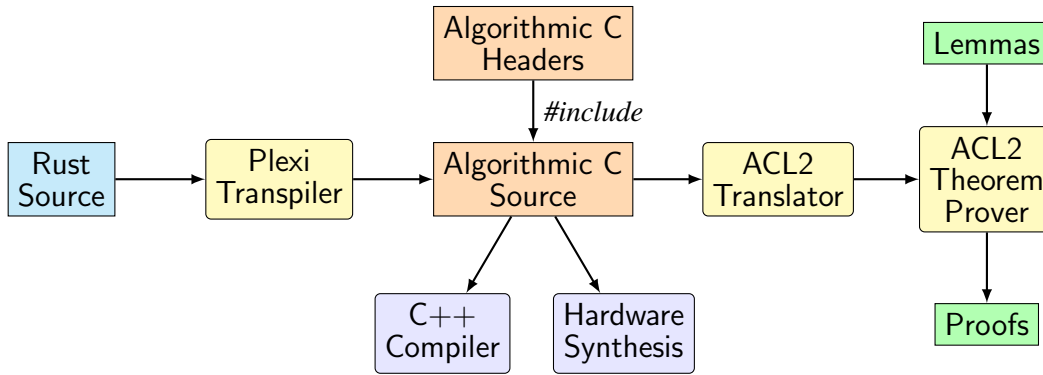 Algorithmic C
Headers
Lemmas
#include
Rust
Source
Plexi
Transpiler
Algorithmic C
Source
ACL2
Translator
ACL2
Theorem
Prover
C++
Compiler
Hardware
Synthesis
Proofs